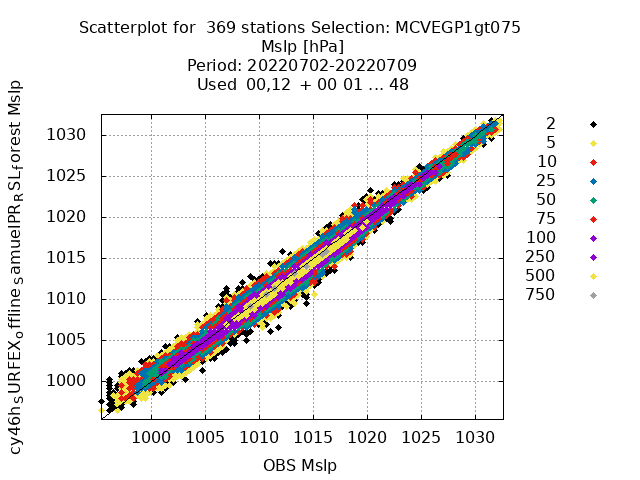 Scatterplot for 369 stations Selection: MCVEGP1gt075
Mslp [hPa]
Period: 20220702-20220709
Used 00,12 + 00 01 ... 48
cy46h_SURFEX_Offline_SamuelPR_RSL_Forest Mslp
1030
1025
1020
1015
1010
1005
1000
1000 1005 1010 1015 1020 1025 1030
OBS Mslp
2
5
10
25
50
75
100
250
500
750